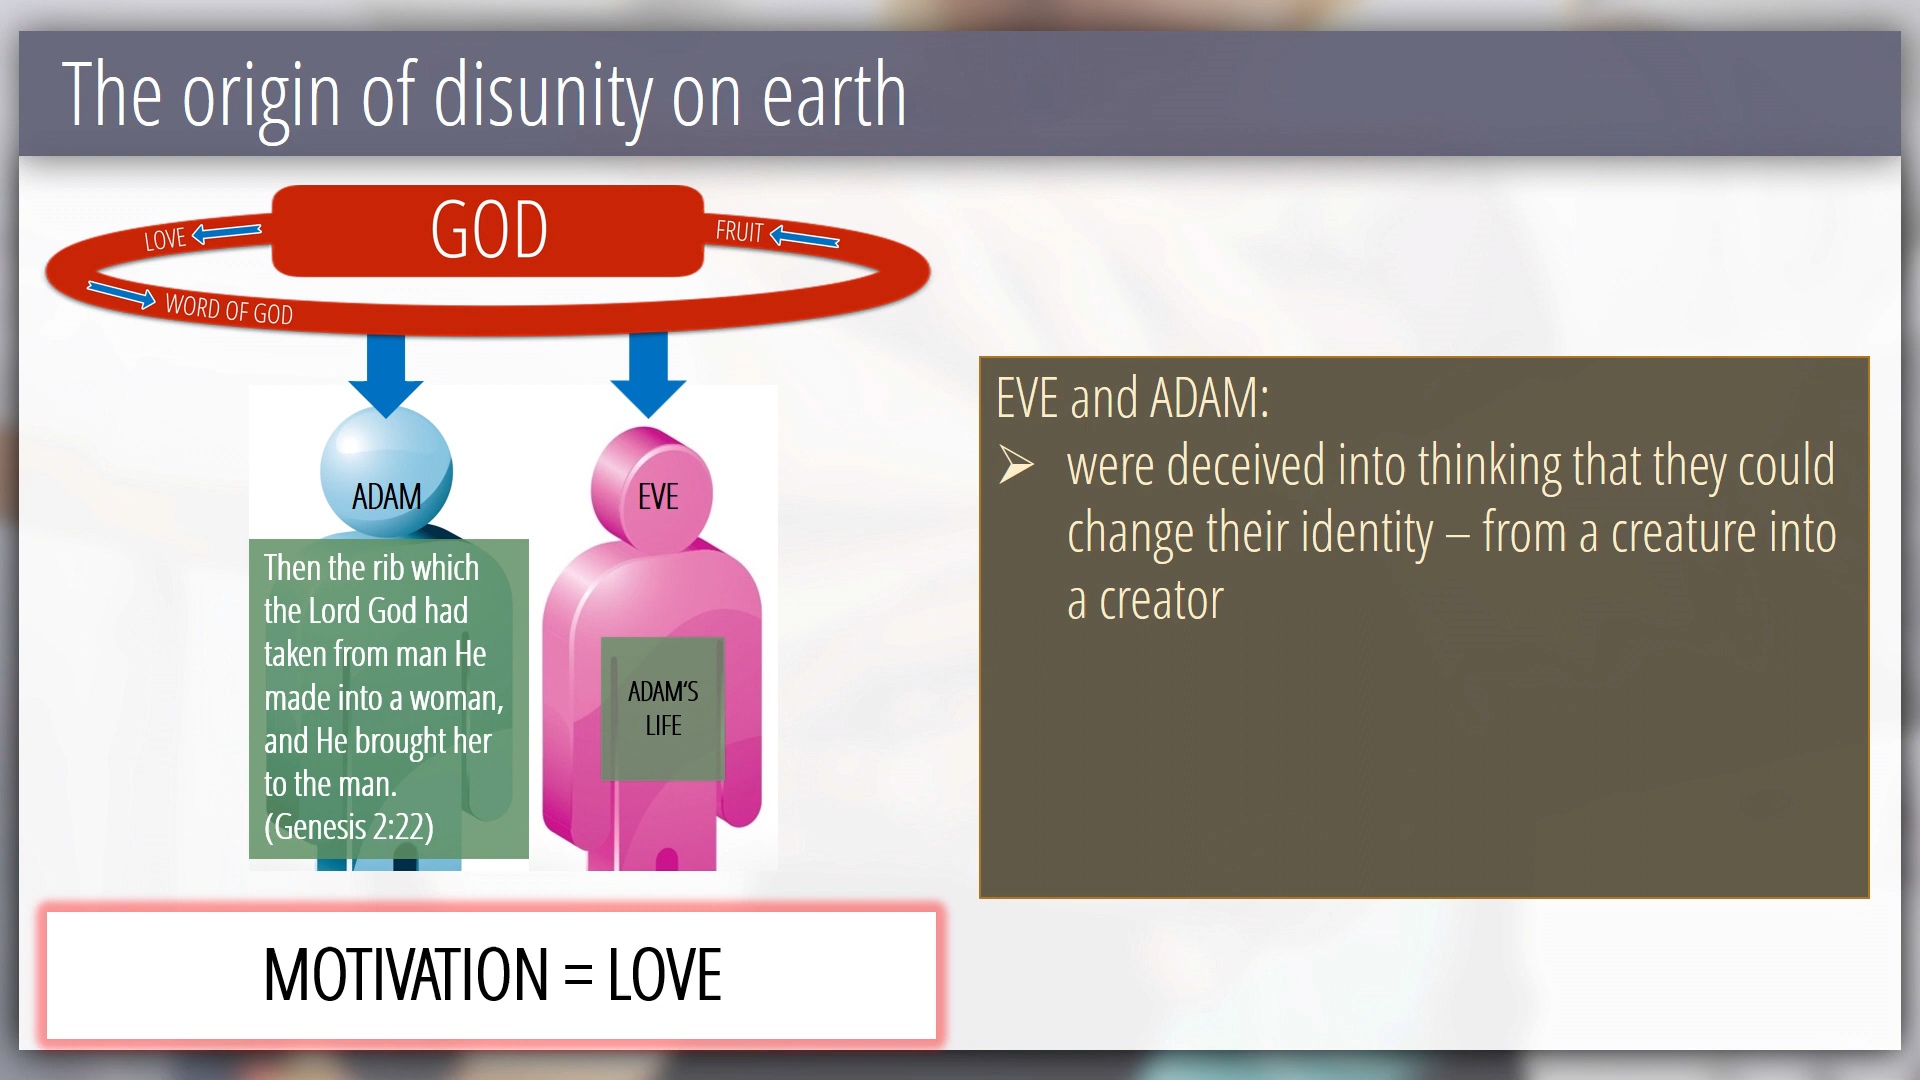 The origin of disunity on earth
GOD
LOVE
FRUIT
WORD OF GOD
ADAM
EVE
Then the rib which
the Lord God had
taken from man He
made into a woman,
and He brought her
to the man.
(Genesis 2:22)
ADAM‘S
LIFE
MOTIVATION = LOVE
EVE and ADAM:
➢ were deceived into thinking that they could
change their identity – from a creature into
a creator